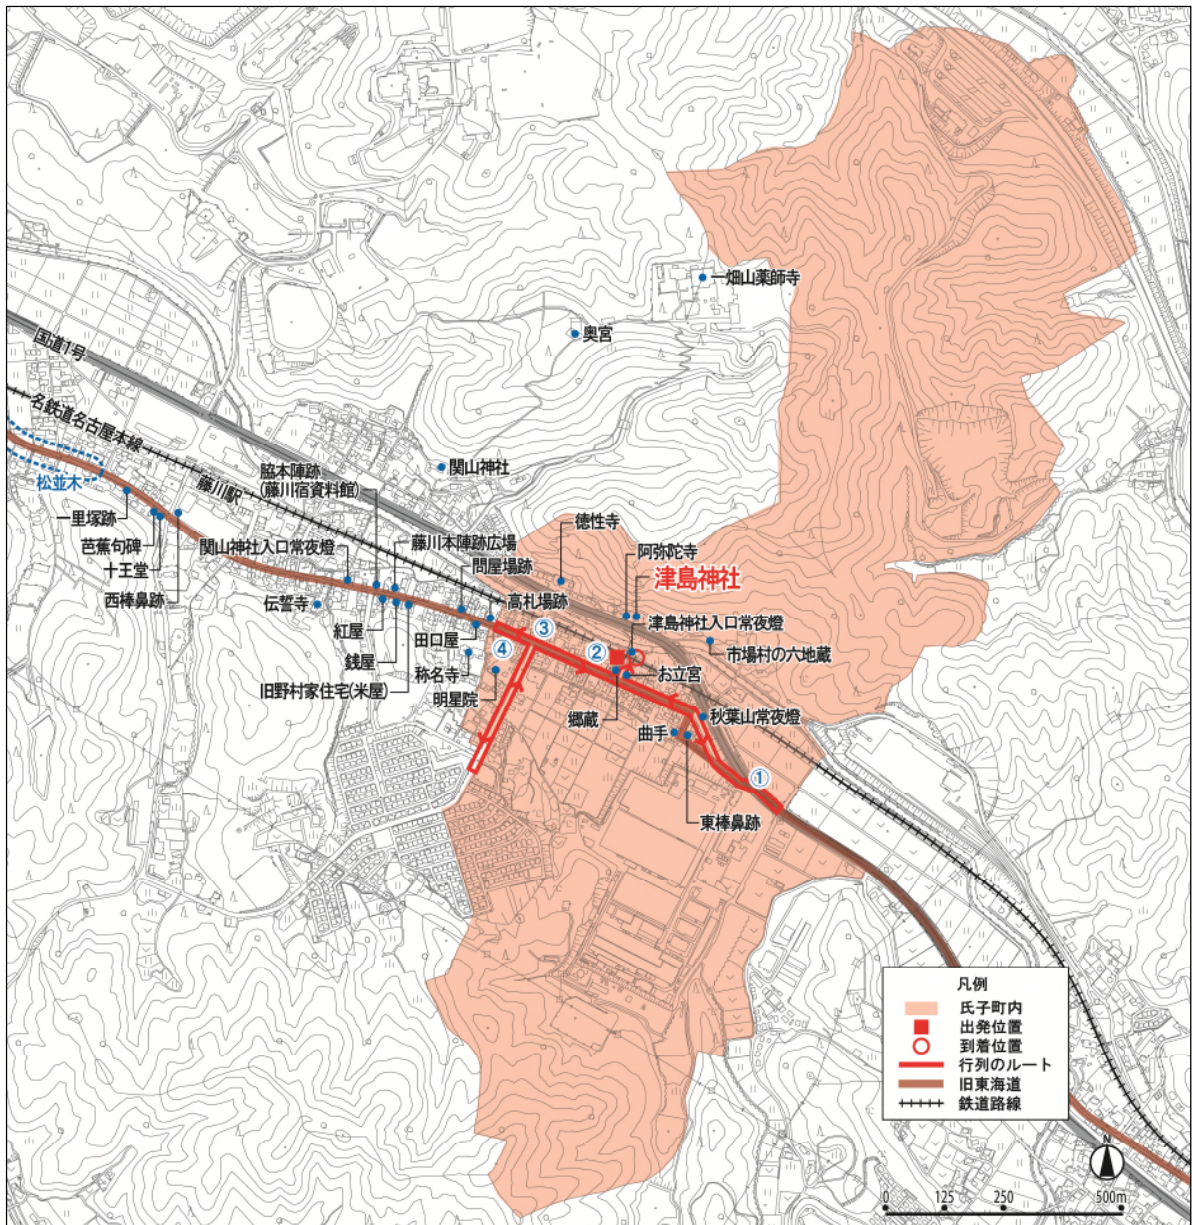 一畑山薬師寺
奥宮
国道1号
名鉄道名古屋本線
関山神社
松並木
藤川駅
脇本陣跡
(藤川宿資料館)
一里塚跡
徳性寺
藤川本陣跡広場
芭蕉句碑
関山神社入口常夜燈
阿弥陀寺
問屋場跡
十王堂
津島神社
西棒鼻跡
伝誓寺
高札場跡
津島神社入口常夜燈
紅屋
田口屋
③
④
②
市場村の六地蔵
銭屋
称名寺
お立宮
旧野村家住宅(米屋)
明星院
郷蔵
秋葉山常夜燈
曲手
①
東棒鼻跡
凡例
氏子町内
出発位置
到着位置
行列のルート
旧東海道
鉄道路線
N
0 125 250 500m